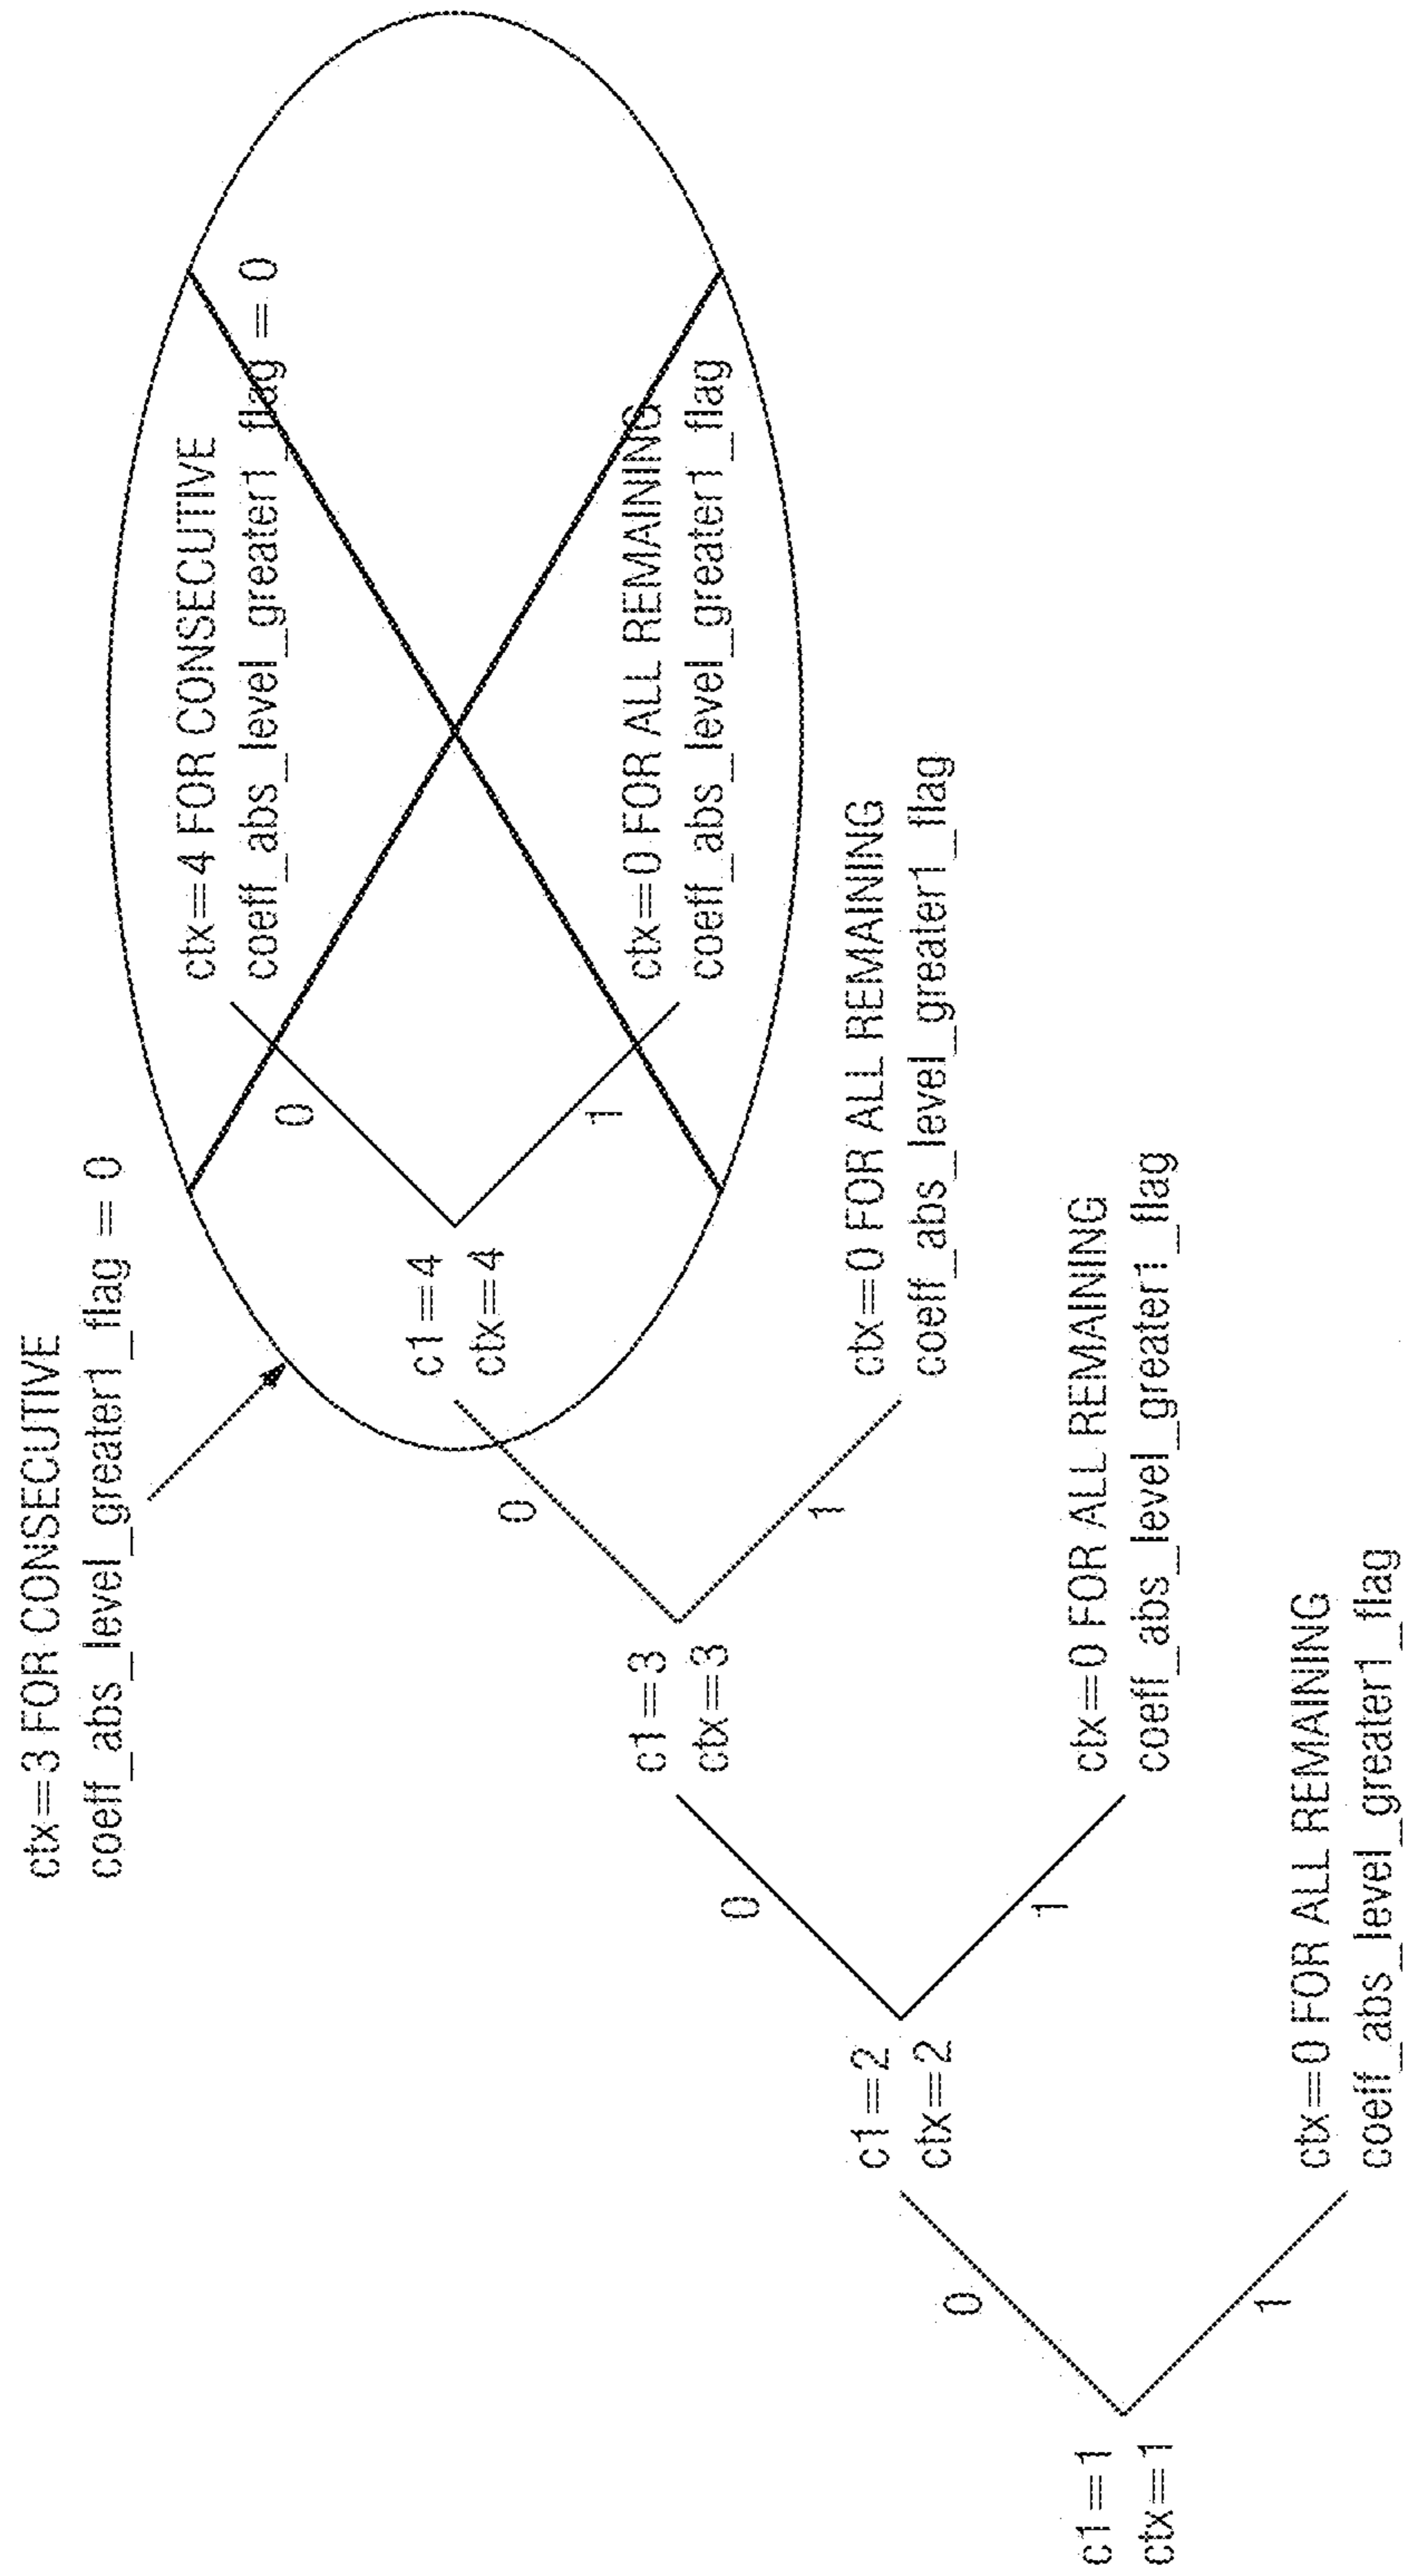 ctx=3 FOR CONSECUTIVE
coeff_abs_level_greater1_flag = 0
ctx=4 FOR CONSECUTIVE
coeff_abs_level_greater1_flag = 0
0
c1=4
ctx=4
1
ctx=0 FOR ALL REMAINING
coeff_abs_level_greater1_flag
0
c1=3
ctx=3
1
ctx=0 FOR ALL REMAINING
coeff_abs_level_greater1_flag
0
c1=2
ctx=2
1
ctx=0 FOR ALL REMAINING
coeff_abs_level_greater1_flag
0
c1=1
ctx=1
1
ctx=0 FOR ALL REMAINING
coeff_abs_level_greater1_flag